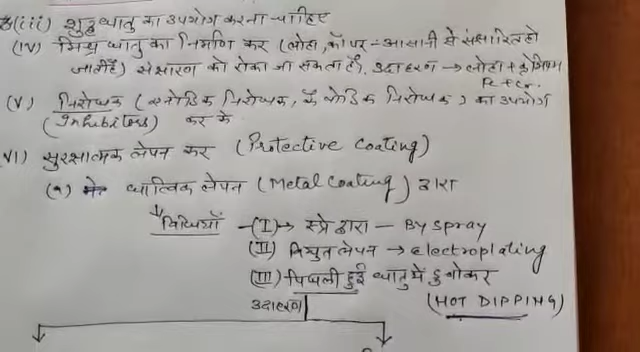 (iii) शुद्ध धातु का उपयोग करना चाहिए
(iv) मिश्र धातु का निर्माण कर (लोहा, कॉपर - आसानी से संक्षारित हो
जाती है) संक्षारण को रोका जा सकता है, उदाहरण → लोहा + क्रोमियम
Fe + Cr.
(v) निरोधक (एनोडिक निरोधक, कैथोडिक निरोधक) का उपयोग
(Inhibitors) कर के
VI) सुरक्षात्मक लेपन कर (Protective coating)
(a) धात्विक लेपन (Metal Coating) द्वारा
विधियाँ -(I)→ स्प्रे द्वारा - By spray
(II) विद्युत लेपन → electroplating
(III) पिघली हुई धातु में डुबोकर
उदाहरण (HOT DIPPING)